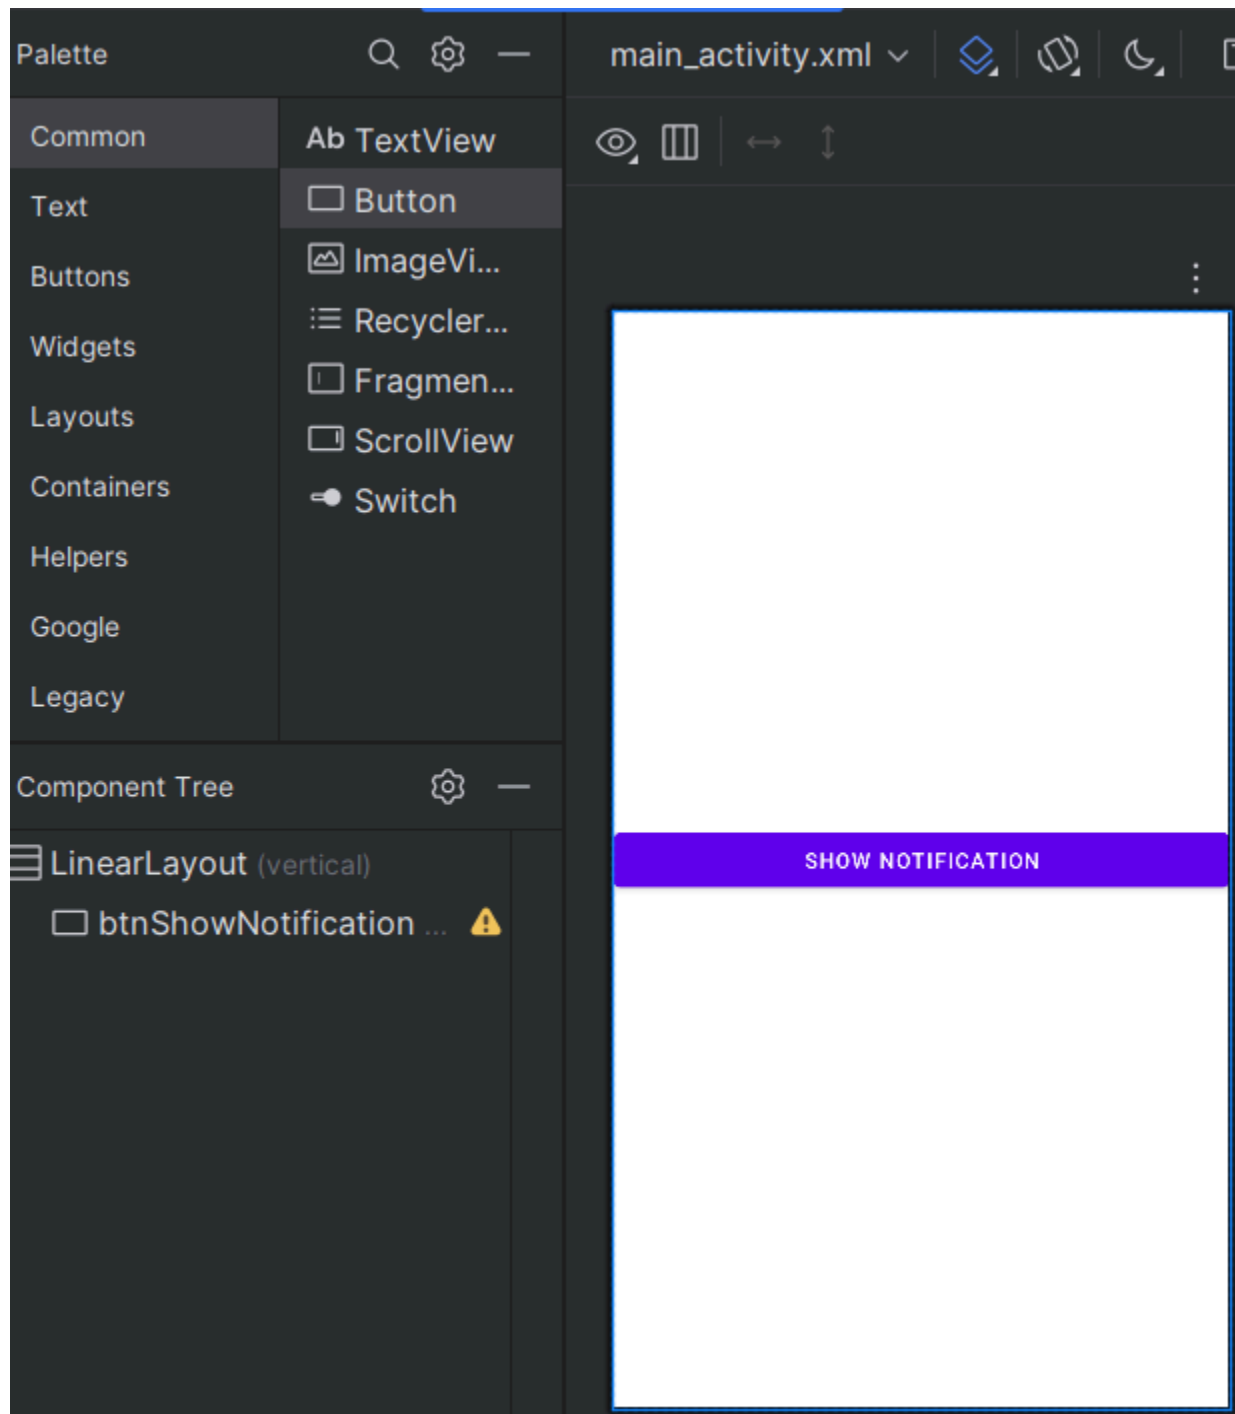 Palette
main_activity.xml
Common
Text
Buttons
Widgets
Layouts
Containers
Helpers
Google
Legacy
Ab TextView
Button
ImageVi...
Recycler...
Fragmen...
ScrollView
Switch
Component Tree
LinearLayout (vertical)
btnShowNotification ...
SHOW NOTIFICATION